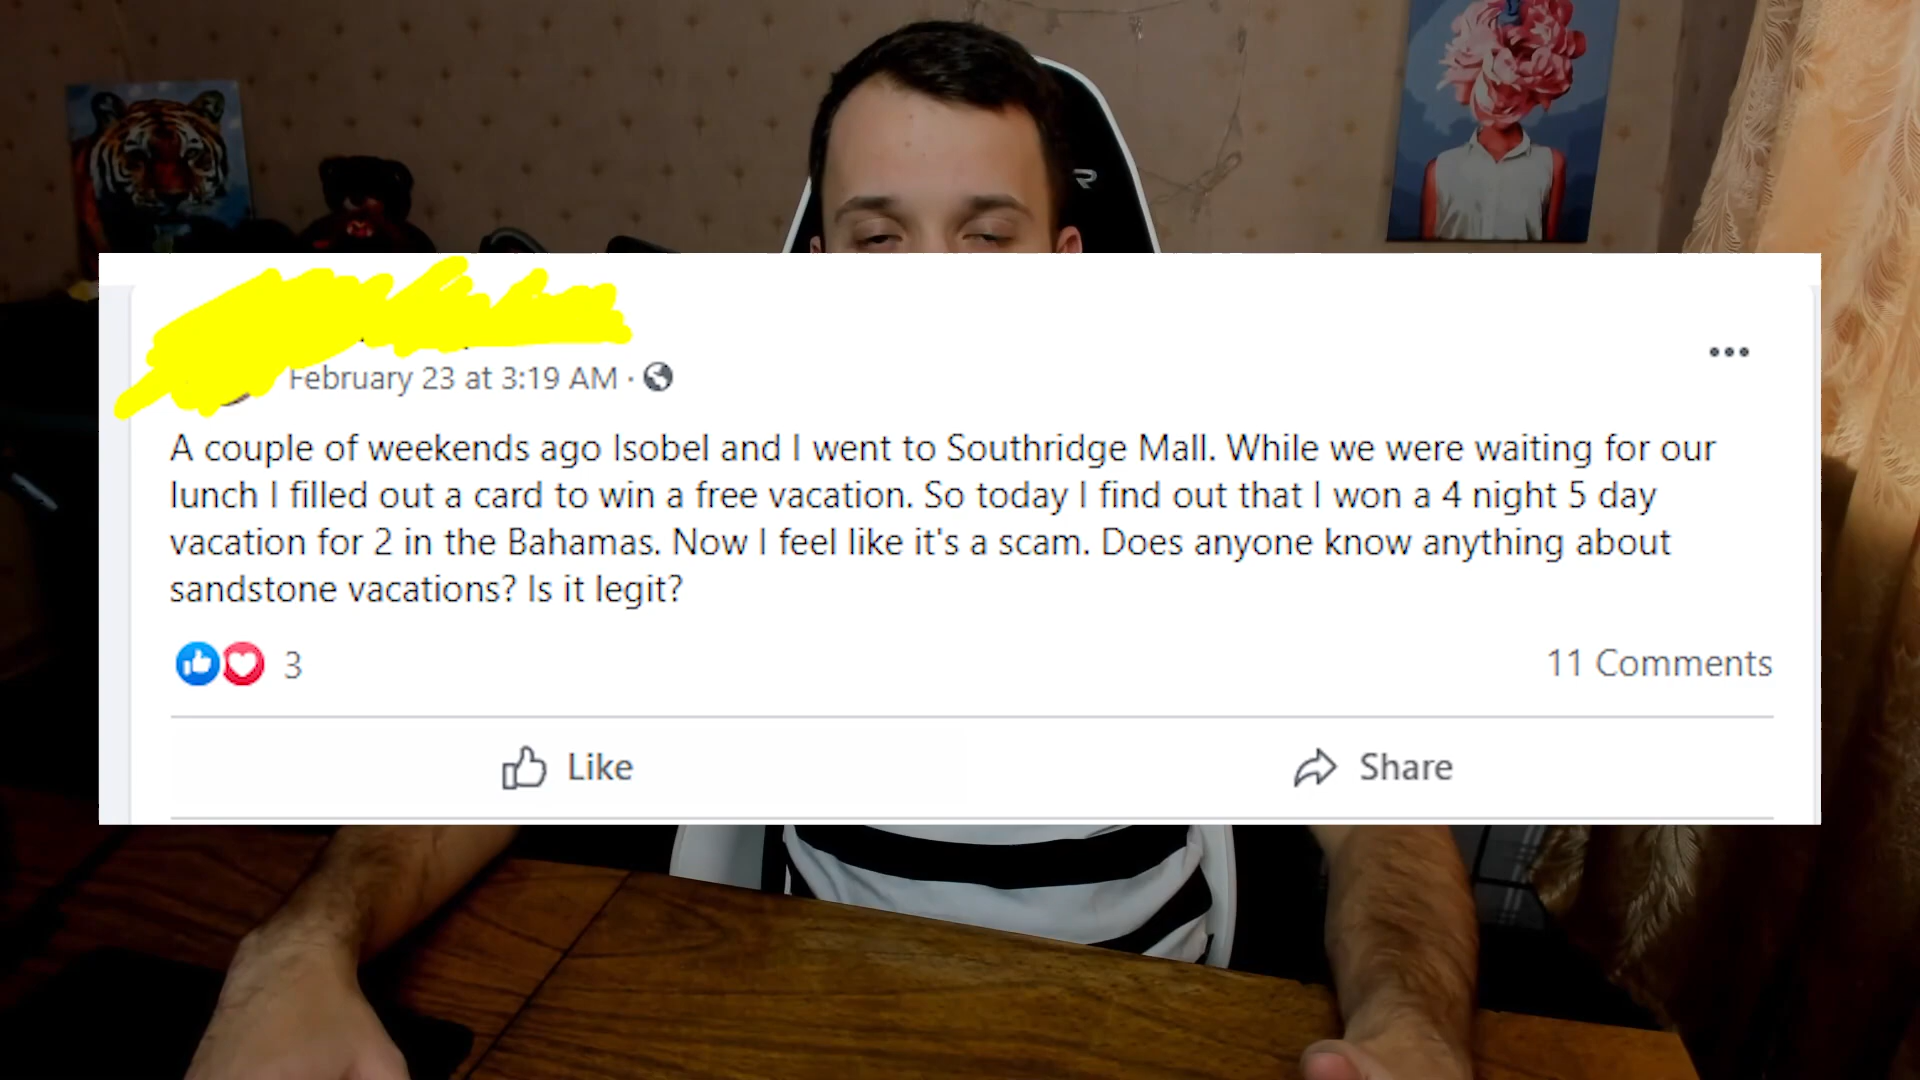 February 23 at 3:19 AM ·
A couple of weekends ago Isobel and I went to Southridge Mall. While we were waiting for our
lunch I filled out a card to win a free vacation. So today I find out that I won a 4 night 5 day
vacation for 2 in the Bahamas. Now I feel like it's a scam. Does anyone know anything about
sandstone vacations? Is it legit?
3
11 Comments
Like
Share